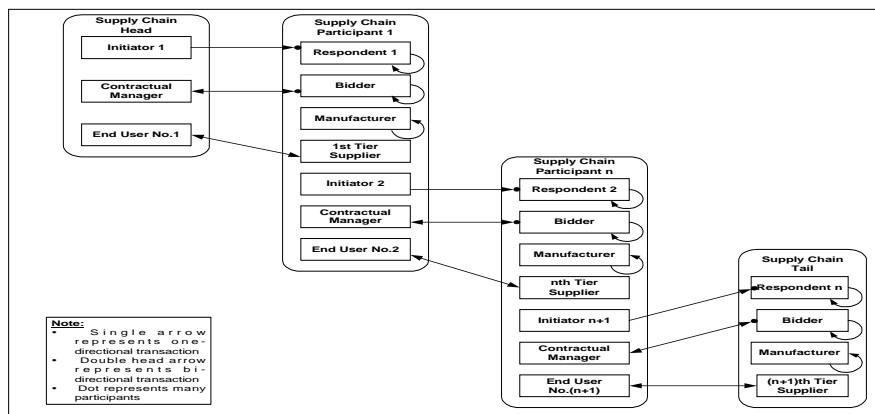 Supply Chain
Head
Initiator 1
Contractual
Manager
End User No.1
Supply Chain
Participant 1
Respondent 1
Bidder
Manufacturer
1st Tier
Supplier
Initiator 2
Contractual
Manager
End User No.2
Supply Chain
Participant n
Respondent 2
Bidder
Manufacturer
nth Tier
Supplier
Initiator n+1
Contractual
Manager
End User
No.(n+1)
Supply Chain
Tail
Respondent n
Bidder
Manufacturer
(n+1)th Tier
Supplier
Note:
• Single arrow
represents one-
directional transaction
• Double head arrow
represents bi-
directional transaction
• Dot represents many
participants